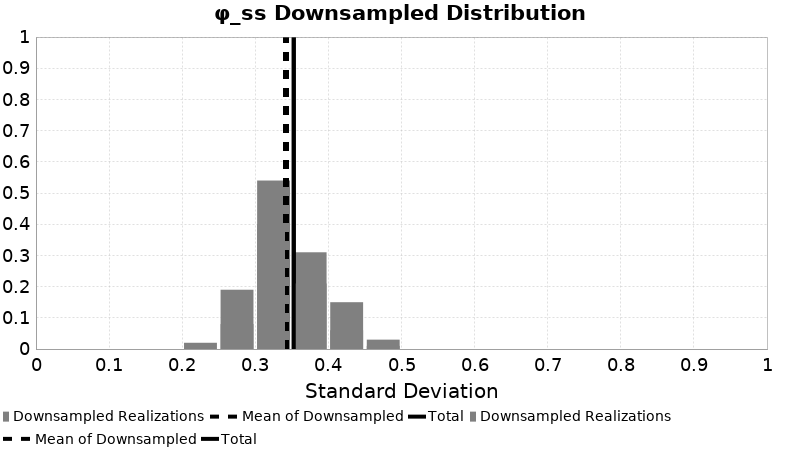 φ_ss Downsampled Distribution
1
0.9
0.8
0.7
0.6
0.5
0.4
0.3
0.2
0.1
0
0 0.1 0.2 0.3 0.4 0.5 0.6 0.7 0.8 0.9 1
Standard Deviation
Downsampled Realizations Mean of Downsampled Total Downsampled Realizations
Mean of Downsampled Total